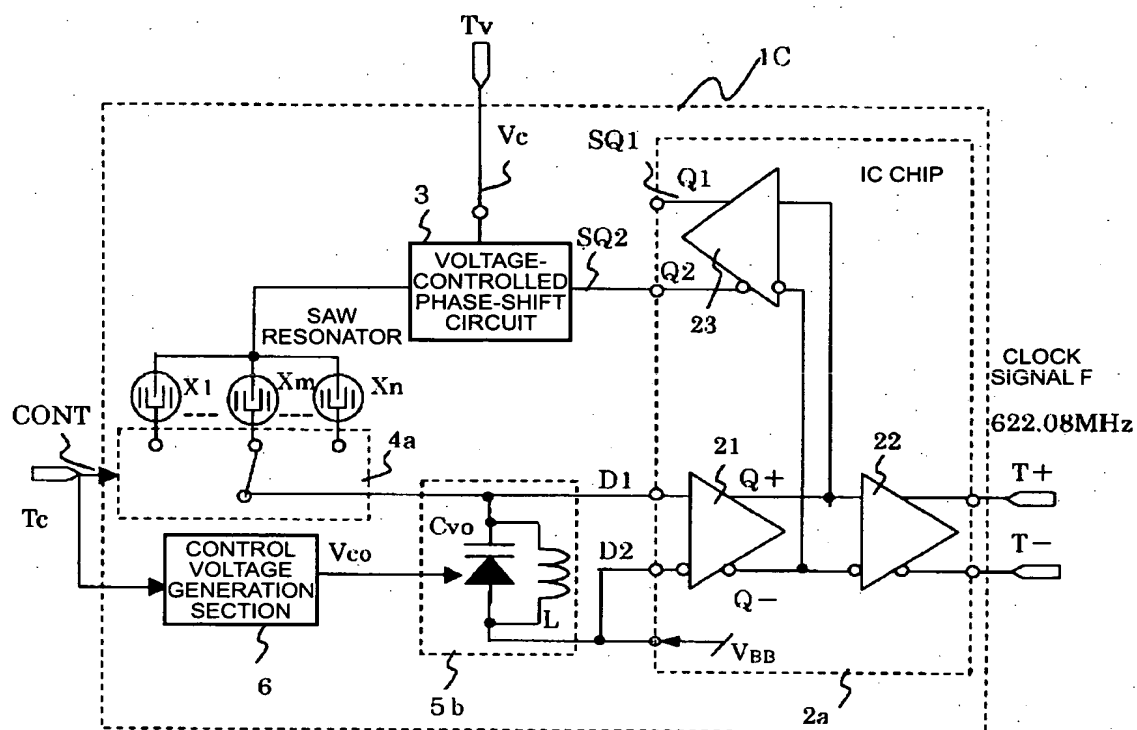 Tv
1C
Vc
SQ1
Q1
IC CHIP
3
VOLTAGE-
CONTROLLED
PHASE-SHIFT
CIRCUIT
SQ2
Q2
23
SAW
RESONATOR
X1
Xm
Xn
CLOCK
SIGNAL F
622.08MHz
CONT
4a
Tc
D1
21
Q+
22
T+
Cvo
D2
T-
CONTROL
VOLTAGE
GENERATION
SECTION
Vco
Q-
L
VBB
6
5b
2a